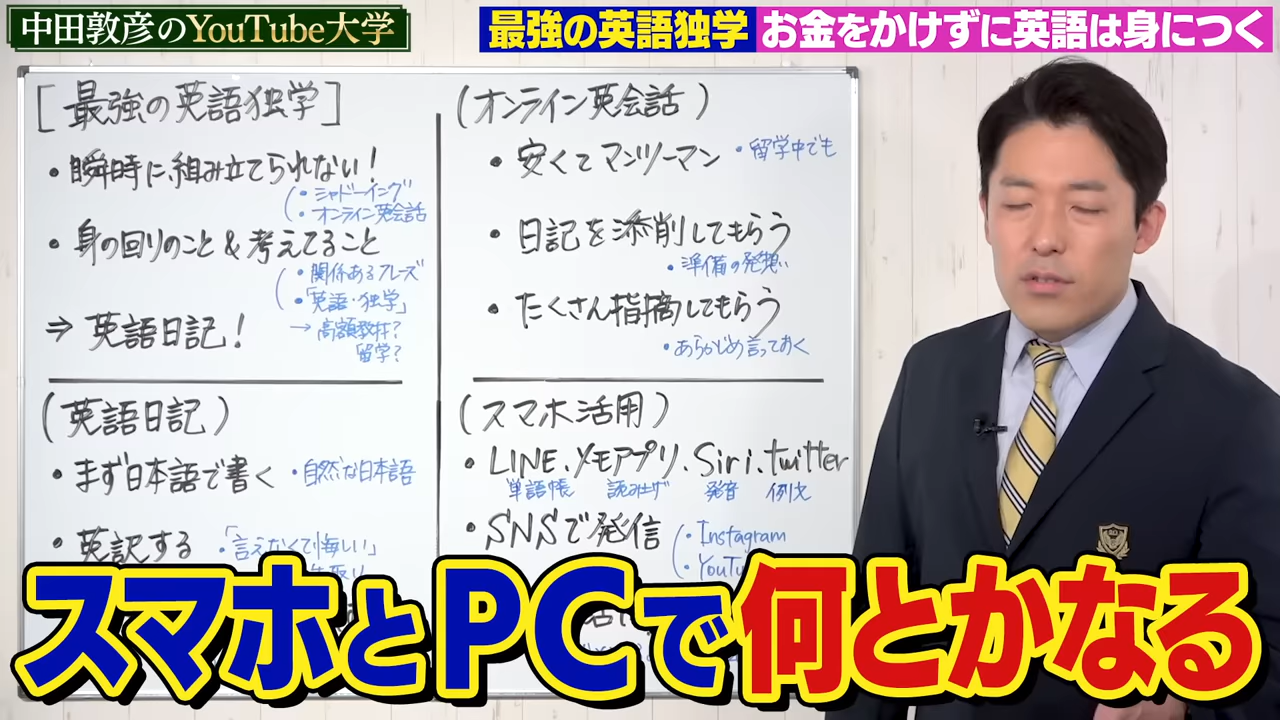 中田敦彦のYouTube大学
最強の英語独学 お金をかけずに英語は身につく
[最強の英語独学]
・瞬時に組み立てられない!
・シャドーイング
・オンライン英会話
・身の回りのこと & 考えてること
・関係あるフレーズ
・「英語・独学」
→ 高額教材?
留学?
⇒ 英語日記!
(オンライン英会話)
・安くてマンツーマン ・留学中でも
・日記を添削してもらう
・準備の発想
・たくさん指摘してもらう
・あらかじめ言っておく
(英語日記)
・まず日本語で書く ・自然な日本語
・英訳する ・「言えなくて悔しい」
(スマホ活用)
・LINE、メモアプリ、Siri、twitter
単語帳 読み上げ 発音 例文
・SNSで発信
・Instagram
・YouTu
スマホとPCで何とかなる